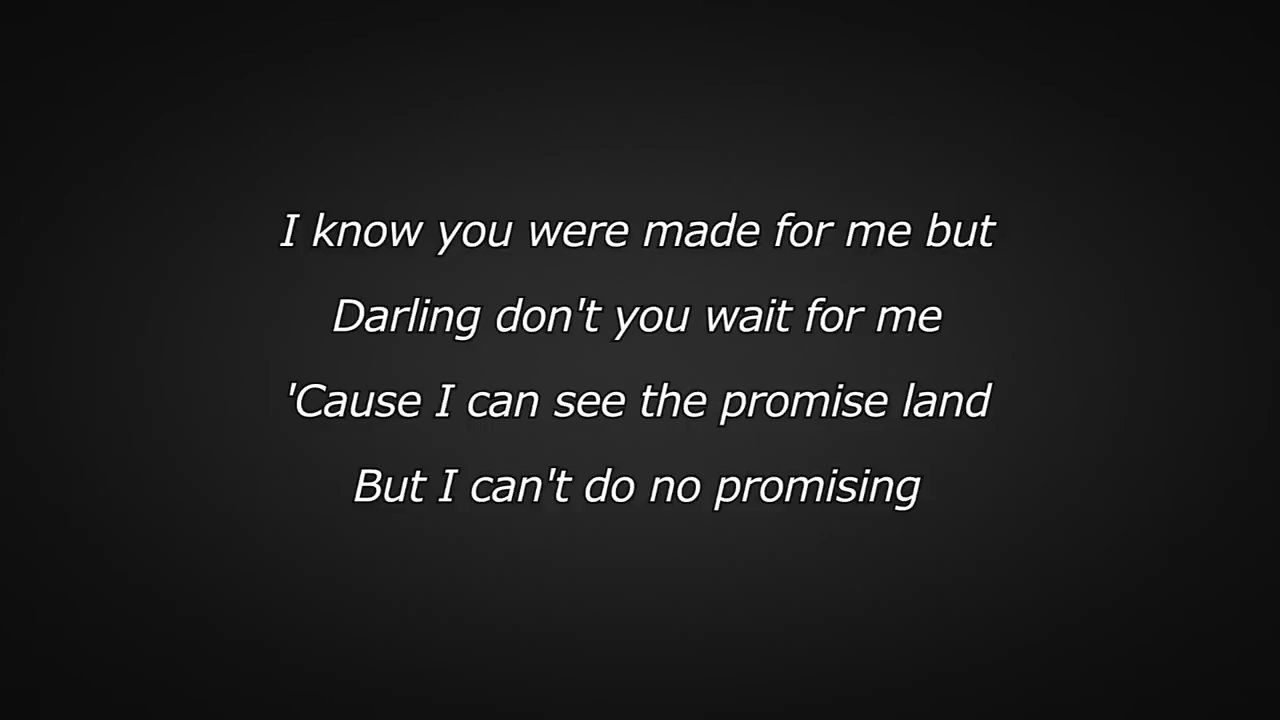 I know you were made for me but
Darling don't you wait for me
'Cause I can see the promise land
But I can't do no promising